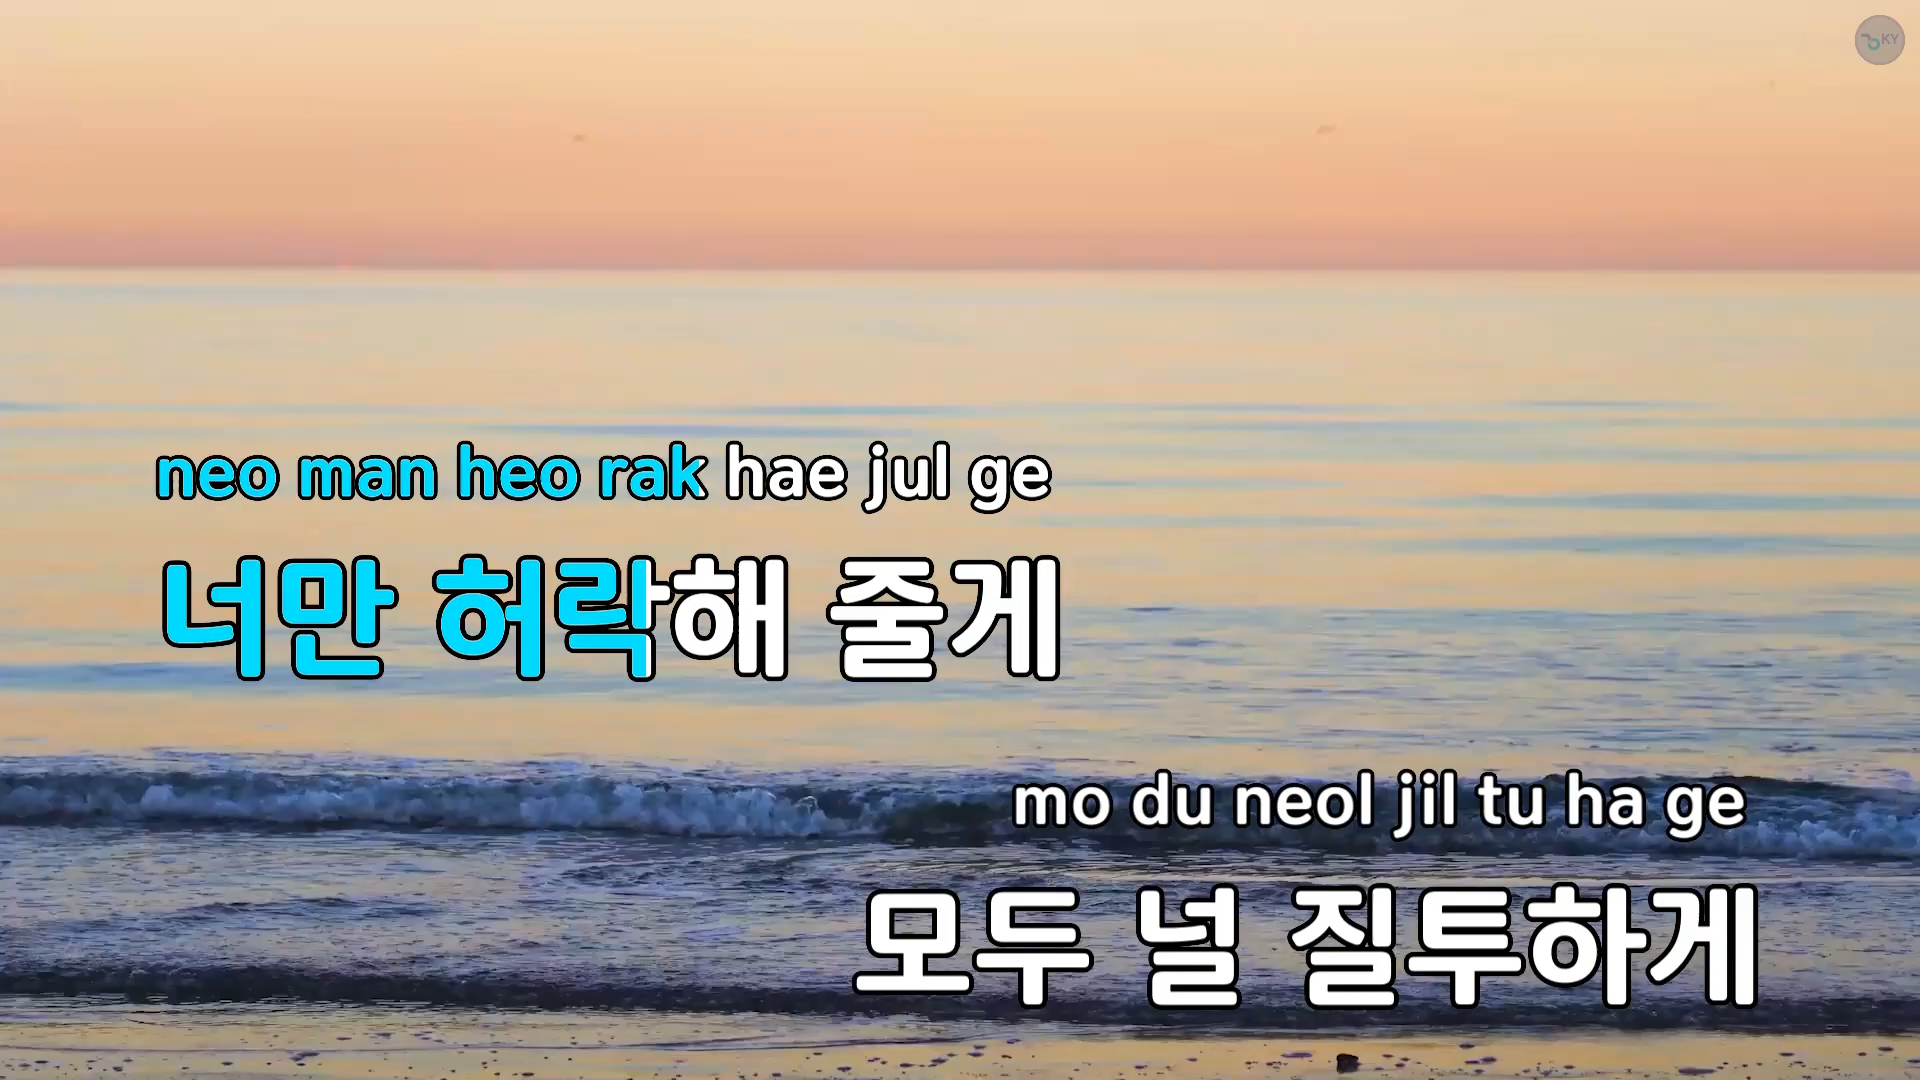 KY
neo man heo rak hae jul ge
너만 허락해 줄게
mo du neol jil tu ha ge
모두 널 질투하게